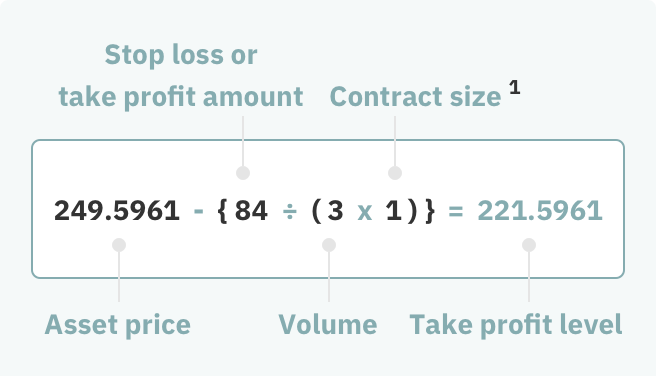 Stop loss or
take profit amount
Contract size 1
249.5961 - { 84 ÷ ( 3 x 1 ) } = 221.5961
Asset price
Volume
Take profit level